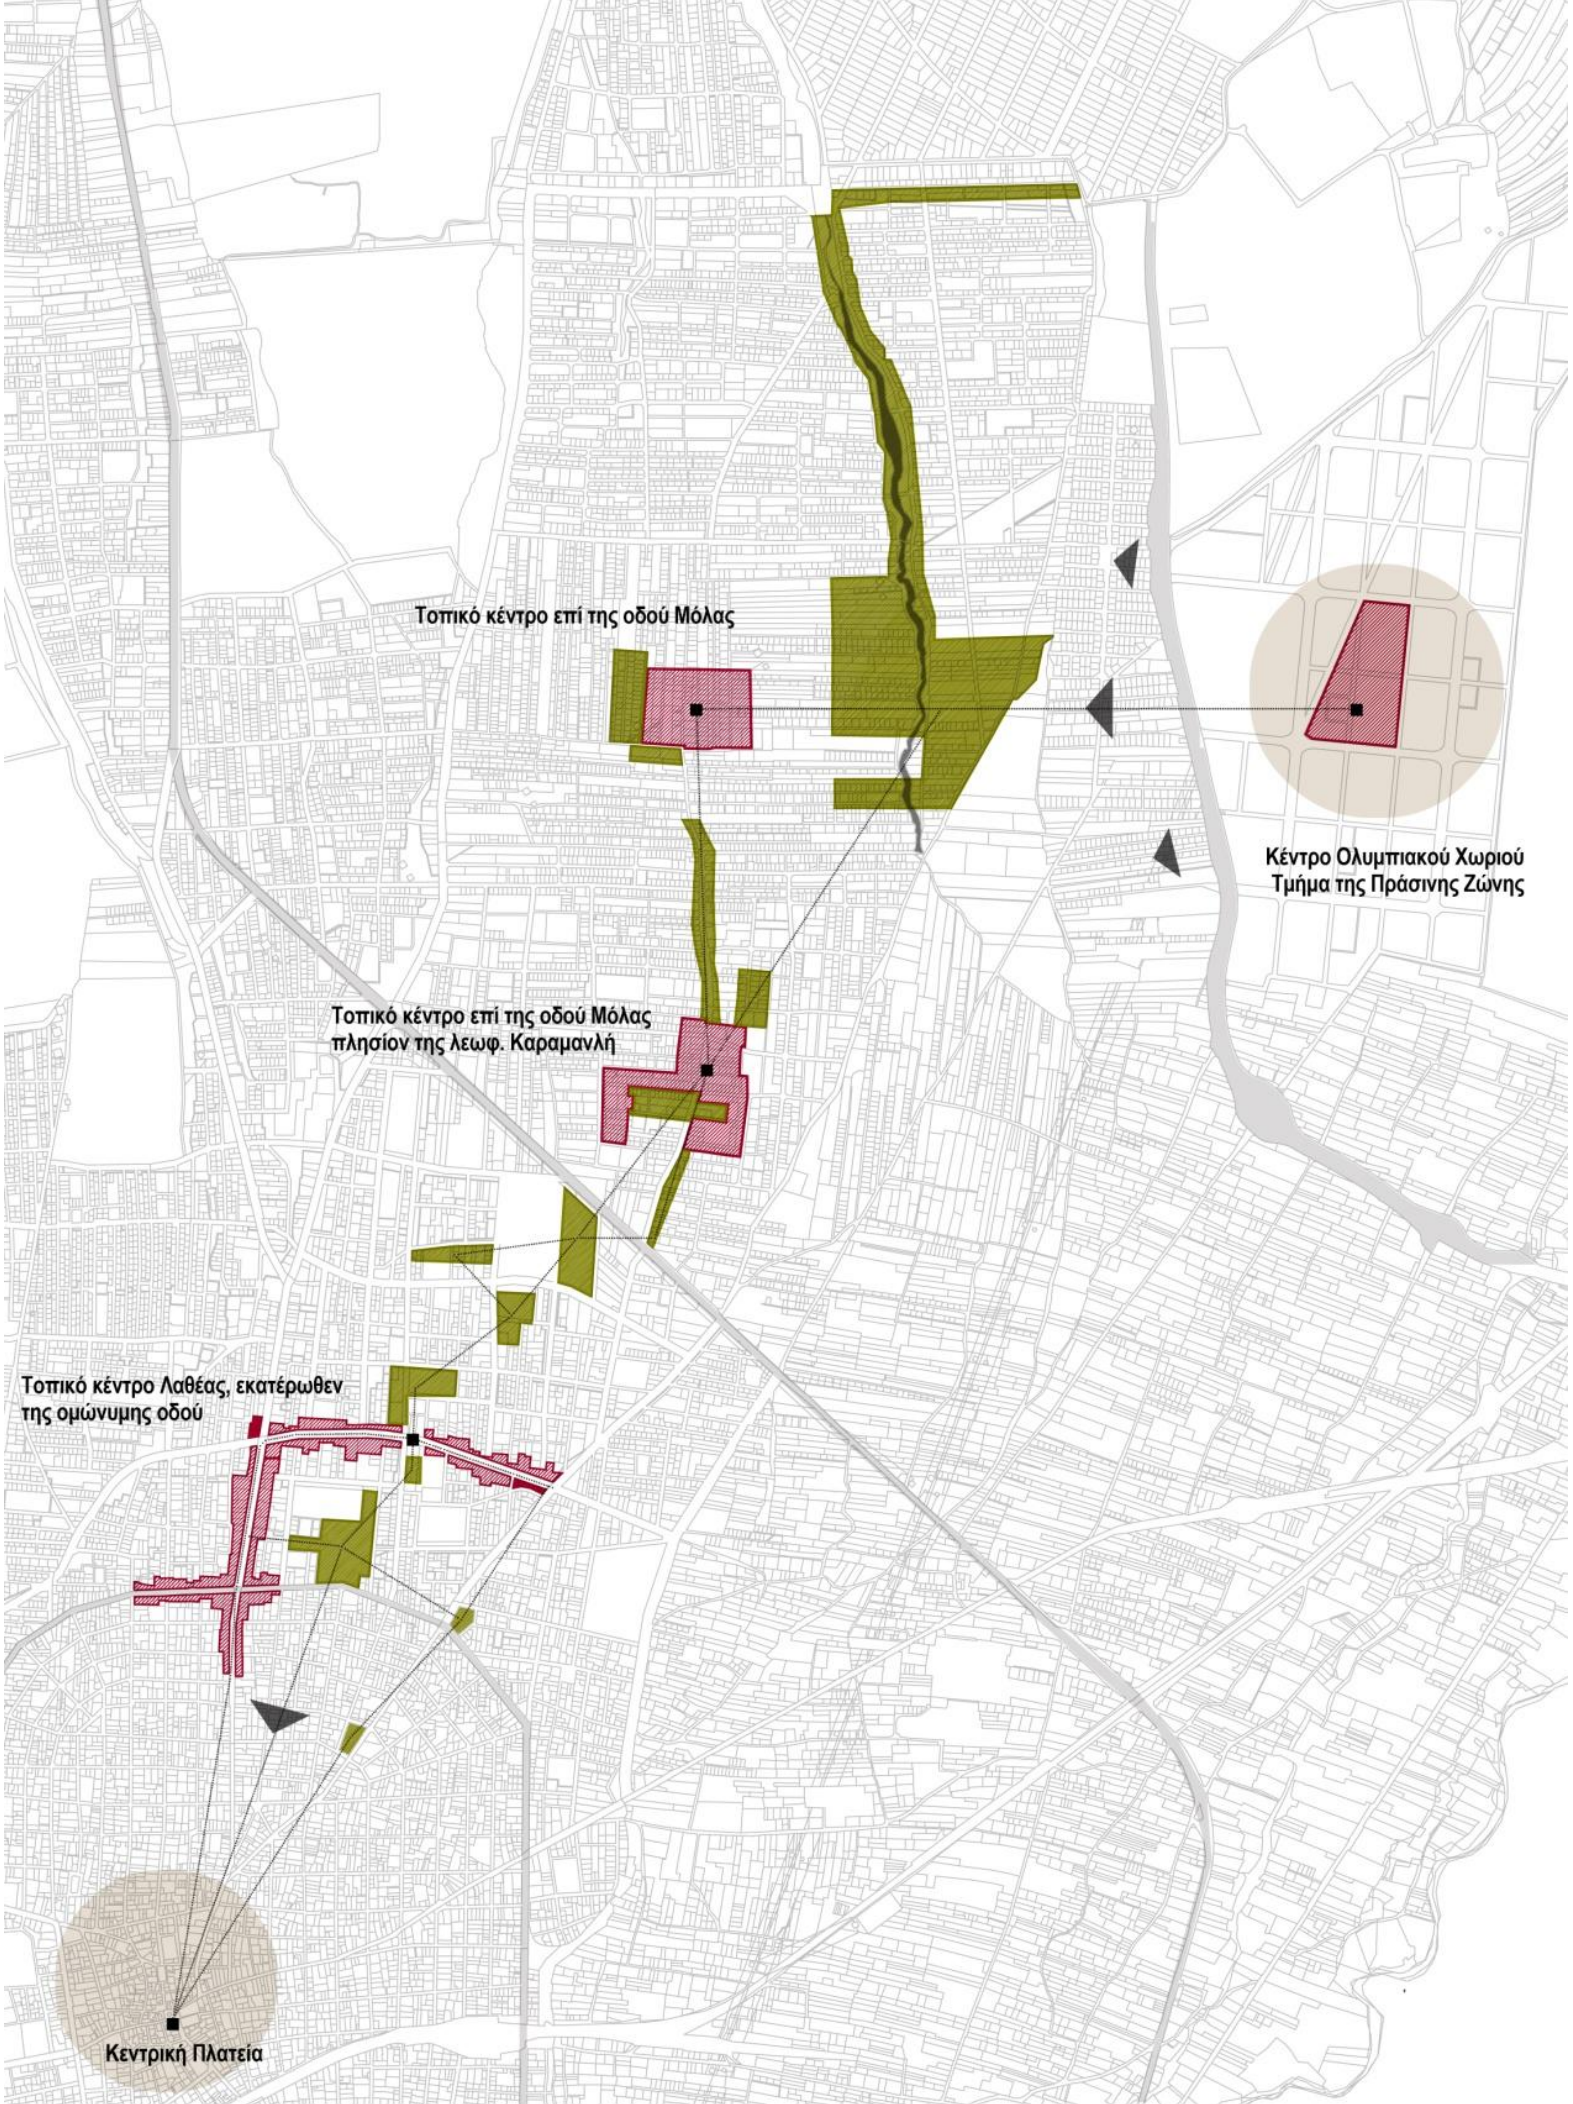 Τοπικό κέντρο επί της οδού Μόλας
Κέντρο Ολυμπιακού Χωριού
Τμήμα της Πράσινης Ζώνης
Τοπικό κέντρο επί της οδού Μόλας
πλησίον της λεωφ. Καραμανλή
Τοπικό κέντρο Λαθέας, εκατέρωθεν
της ομώνυμης οδού
Κεντρική Πλατεία